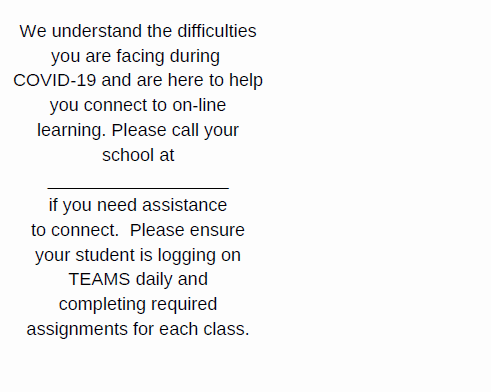 We understand the difficulties
you are facing during
COVID-19 and are here to help
you connect to on-line
learning. Please call your
school at
__________________
if you need assistance
to connect.  Please ensure
your student is logging on
TEAMS daily and
completing required
assignments for each class.